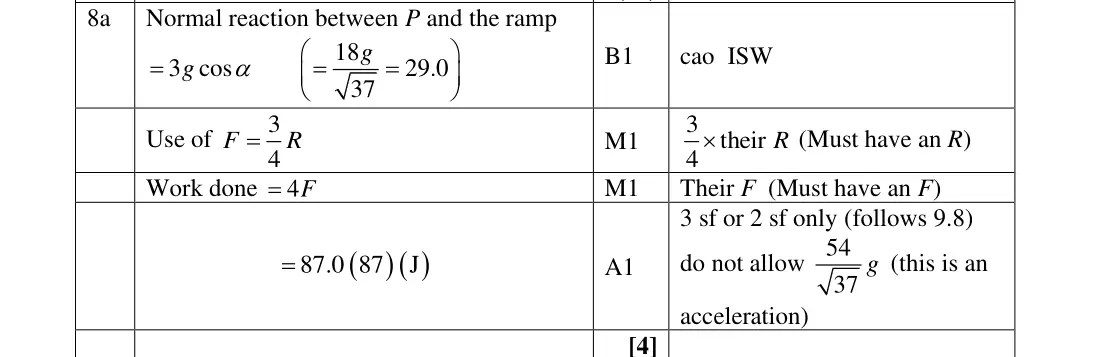 8a Normal reaction between P and the ramp
= 3g cos α (= 18g/√37 = 29.0) B1 cao ISW
Use of F = 3/4 R M1 3/4 × their R (Must have an R)
Work done = 4F M1 Their F (Must have an F)
= 87.0 (87) (J) A1 3 sf or 2 sf only (follows 9.8)
do not allow 54/√37 g (this is an
acceleration)
[4]